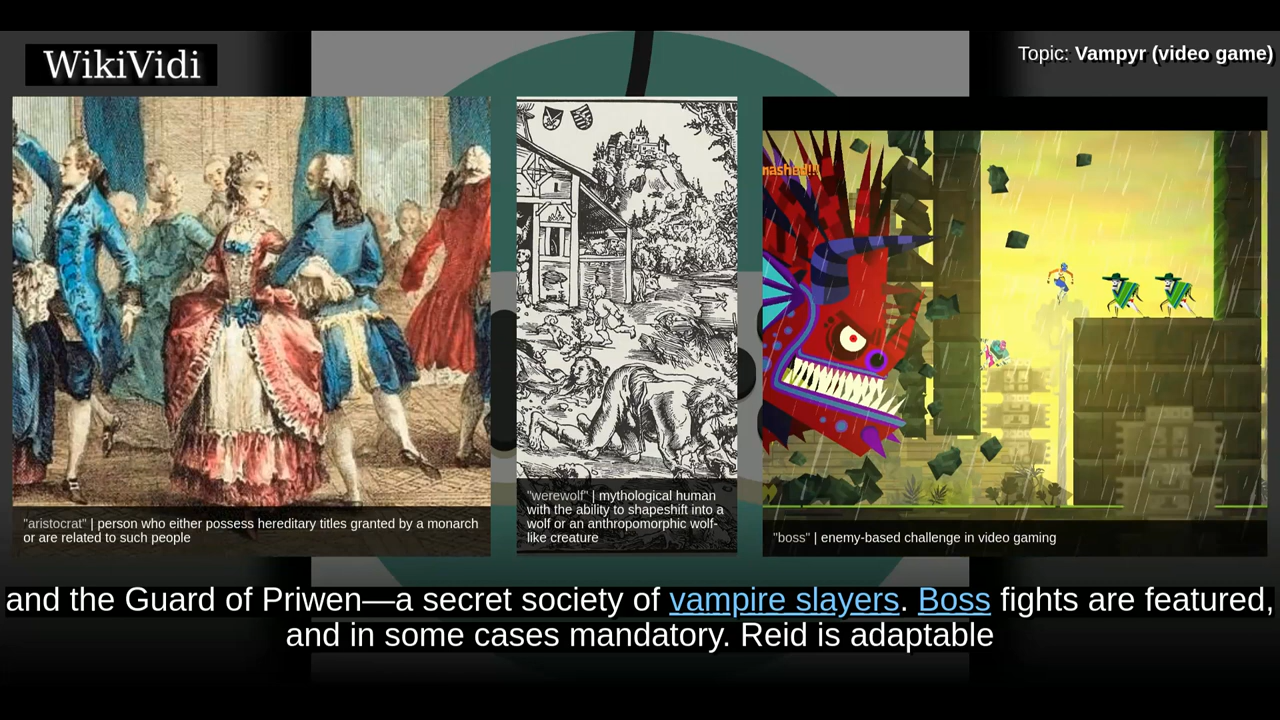 WikiVidi
Topic: Vampyr (video game)
mashed!!!
"aristocrat" | person who either possess hereditary titles granted by a monarch
or are related to such people
"werewolf" | mythological human
with the ability to shapeshift into a
wolf or an anthropomorphic wolf-
like creature
"boss" | enemy-based challenge in video gaming
and the Guard of Priwen—a secret society of vampire slayers. Boss fights are featured,
and in some cases mandatory. Reid is adaptable